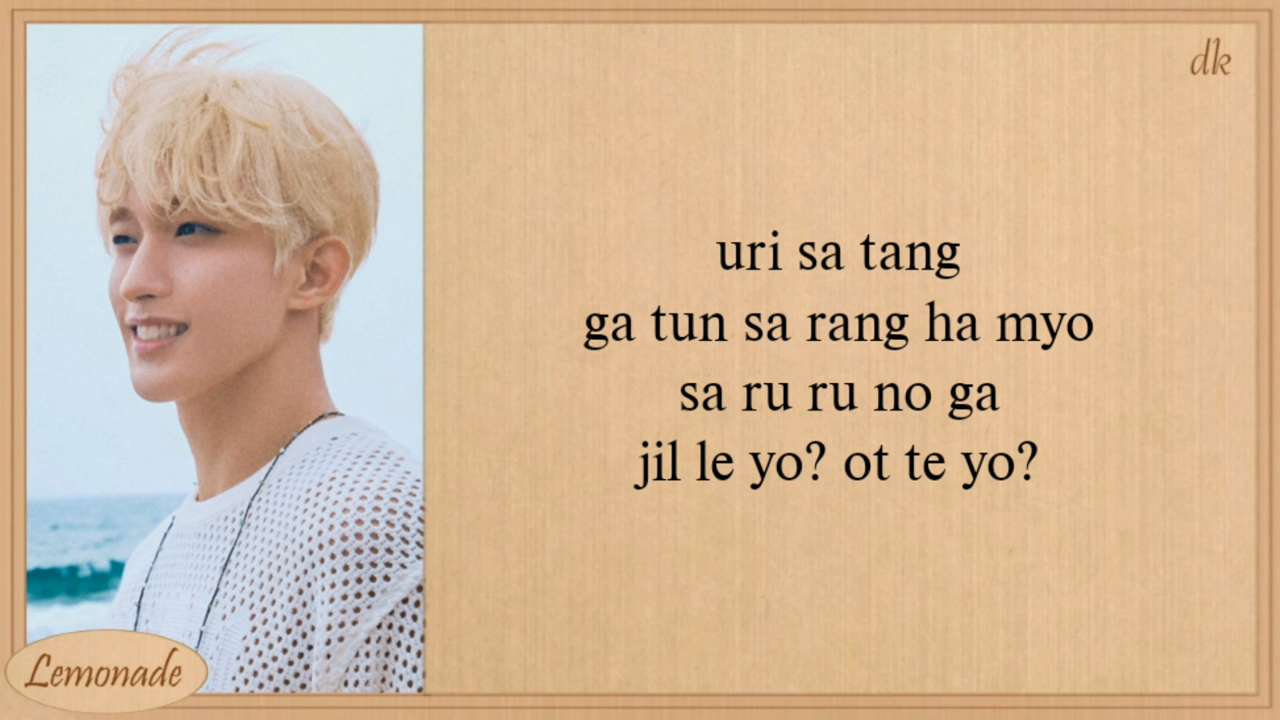 dk
uri sa tang
ga tun sa rang ha myo
sa ru ru no ga
jil le yo? ot te yo?
Lemonade